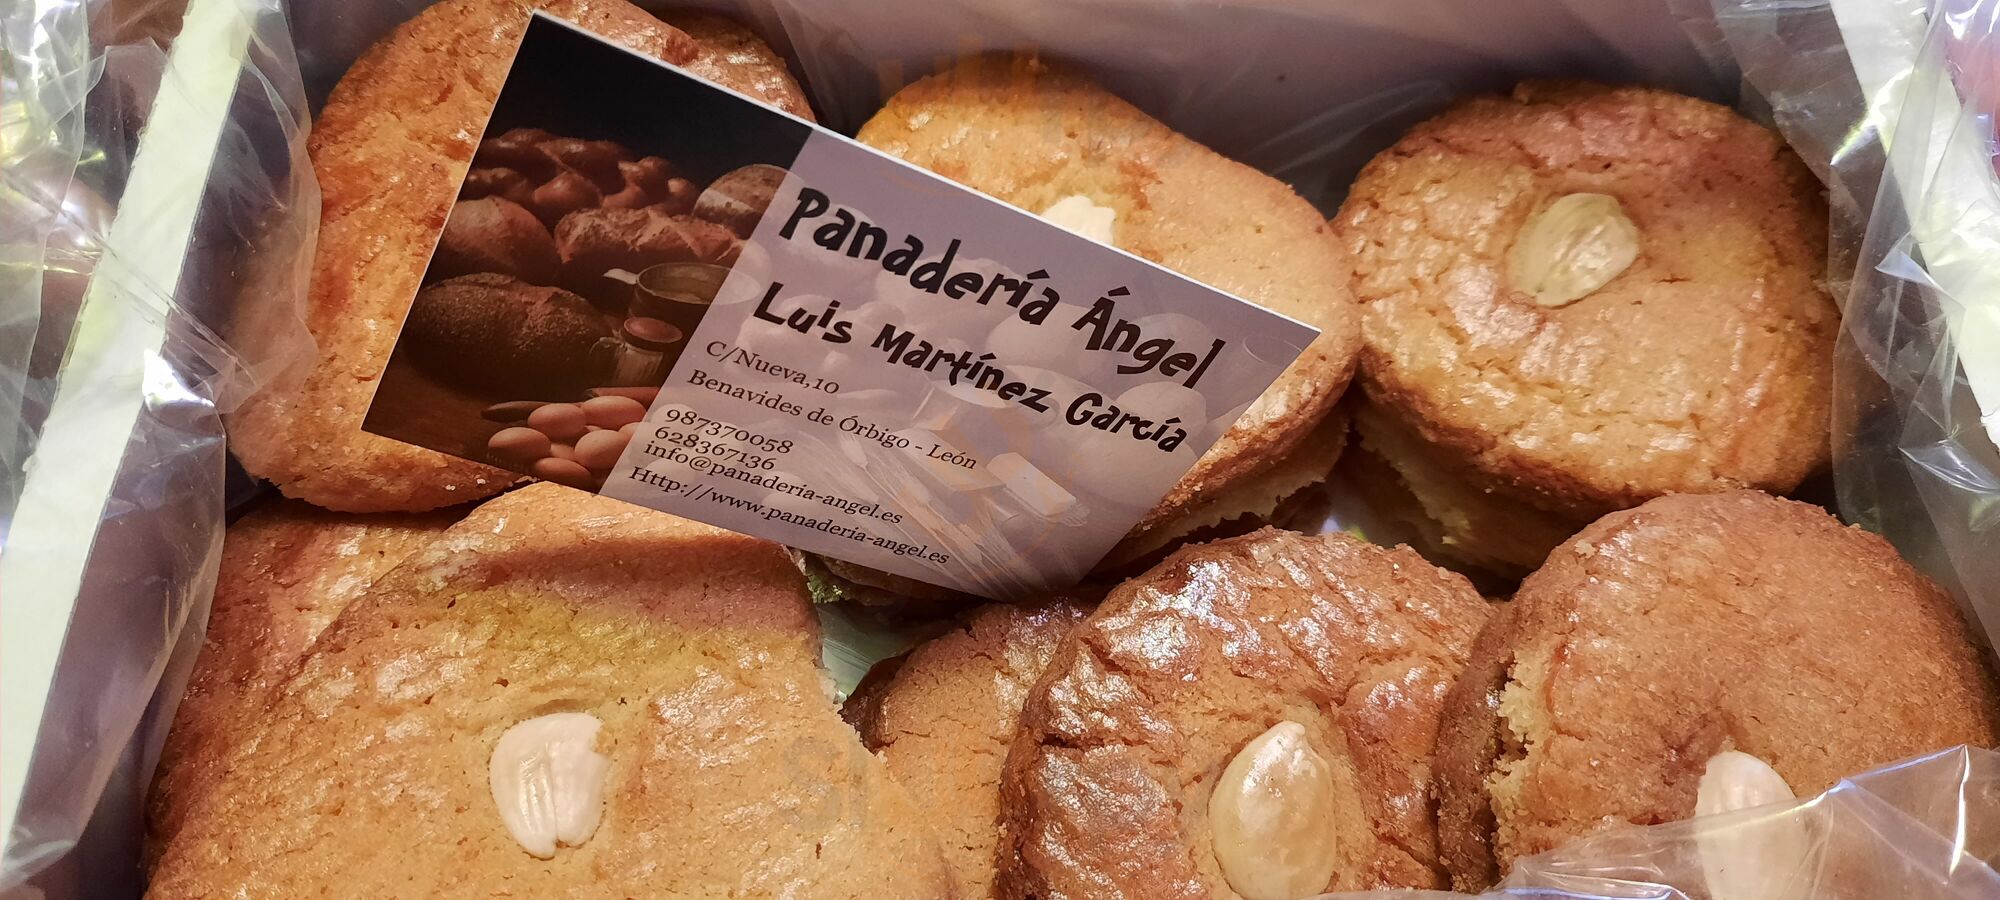 Panadería Ángel
Luis Martínez García
C/Nueva,10
Benavides de Órbigo - León
987370058
628367136
info@panaderia-angel.es
Http://www.panaderia-angel.es